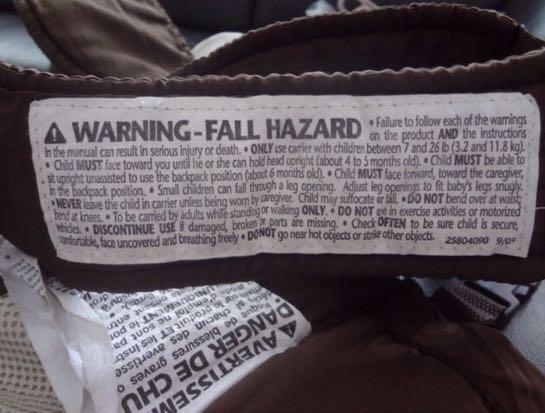 WARNING-FALL HAZARD • Failure to follow each of the warnings
on the product AND the instructions
in the manual can result in serious injury or death. • ONLY use carrier with children between 7 and 26 lb (3.2 and 11.8 kg).
• Child MUST face toward you until he or she can hold head upright (about 4 to 5 months old). • Child MUST be able to
sit upright unassisted to use the backpack position (about 6 months old). • Child MUST face forward, toward the caregiver,
in the backpack position. • Small children can fall through a leg opening. Adjust leg openings to fit baby's legs snugly.
• NEVER leave the child in carrier unless being worn by caregiver. Child may suffocate or fall. • DO NOT bend over at waist;
bend at knees. • To be carried by adults while standing or walking ONLY. • DO NOT use in exercise activities or motorized
vehicles. • DISCONTINUE USE if damaged, broken or parts are missing. • Check OFTEN to be sure child is secure,
comfortable, face uncovered and breathing freely • DO NOT go near hot objects or strike other objects. 25804090 9/05
AVERTISSEM
DANGER DE CHU
de blessures graves o